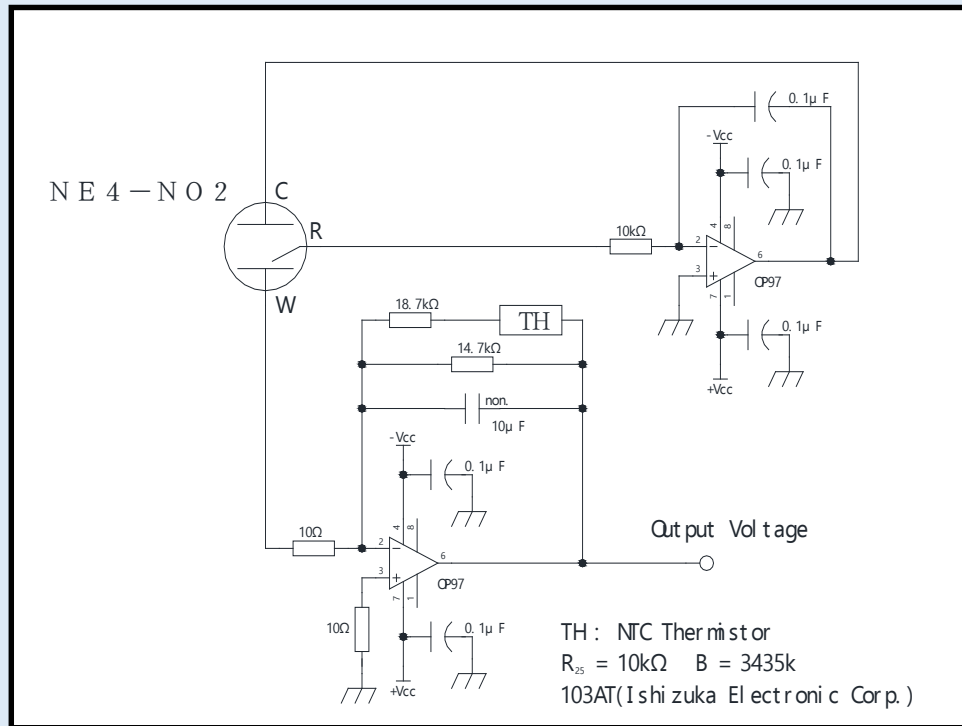 0.1μF
-Vcc
0.1μF
NE4－NO2
C
R
10kΩ
4
8
2
-
6
3
+
OP97
7
1
W
18.7kΩ
TH
0.1μF
14.7kΩ
+Vcc
non.
10μF
-Vcc
0.1μF
Output Voltage
10Ω
4
8
2
-
6
3
+
OP97
7
1
10Ω
0.1μF
+Vcc
TH: NTC Thermistor
R₂₅ = 10kΩ B = 3435k
103AT(Ishizuka Electronic Corp.)